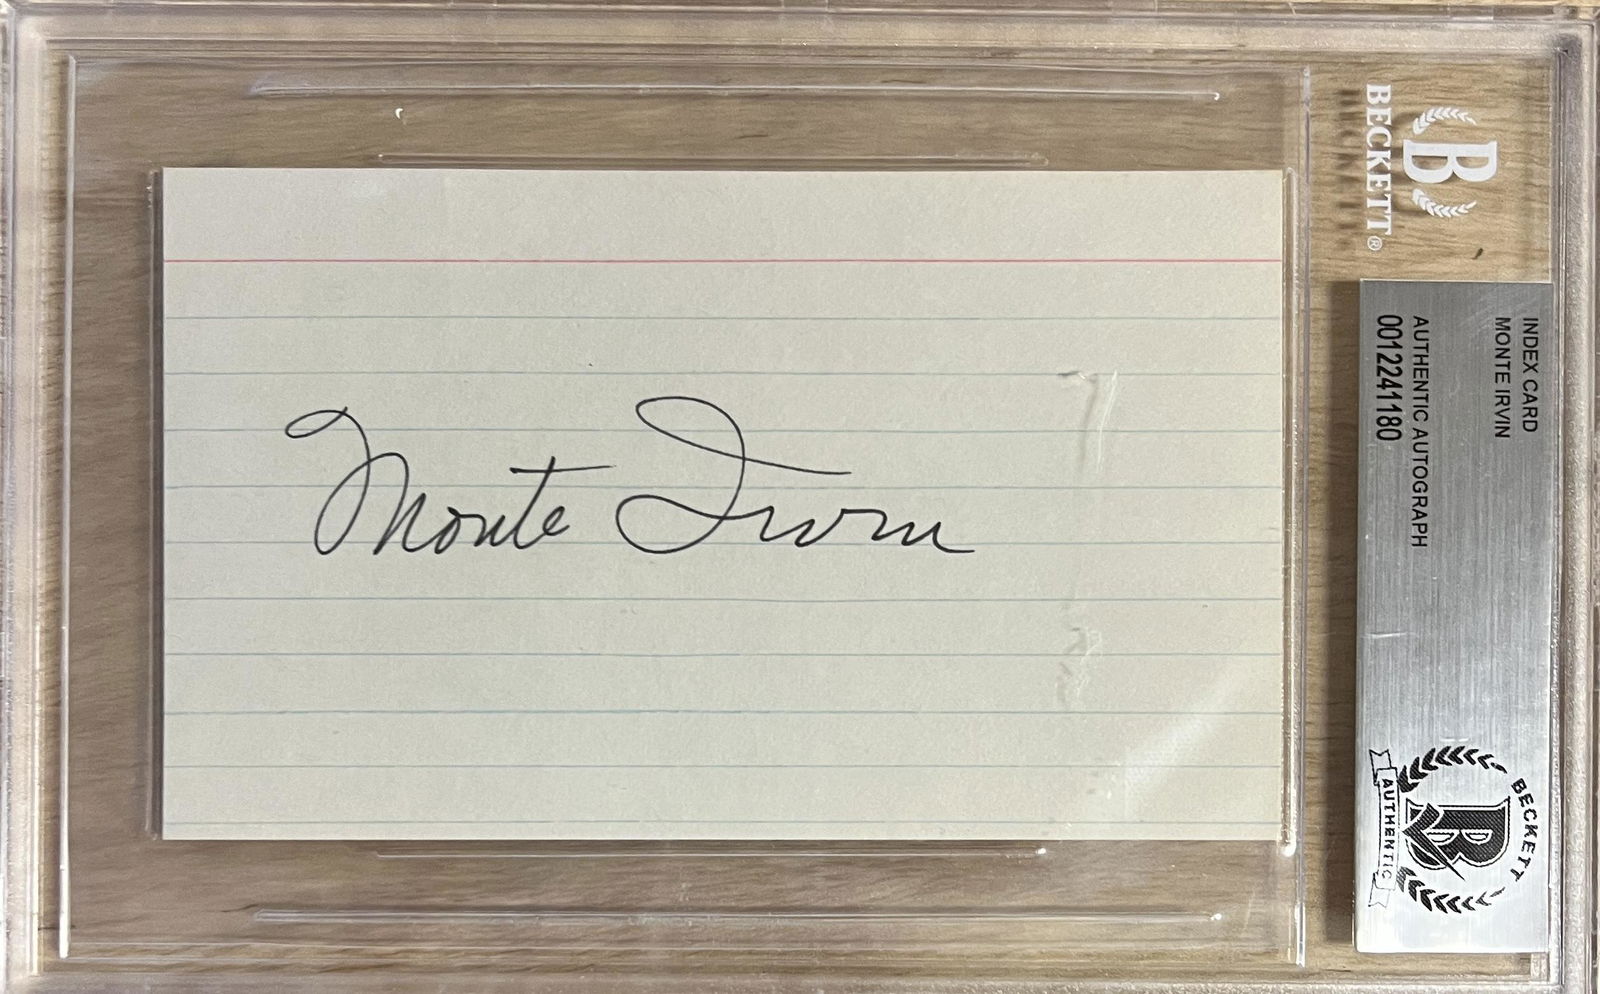 Monte Irvin
B
BECKETT®
INDEX CARD
MONTE IRVIN
AUTHENTIC AUTOGRAPH
0012241180
BECKETT
B
AUTHENTIC